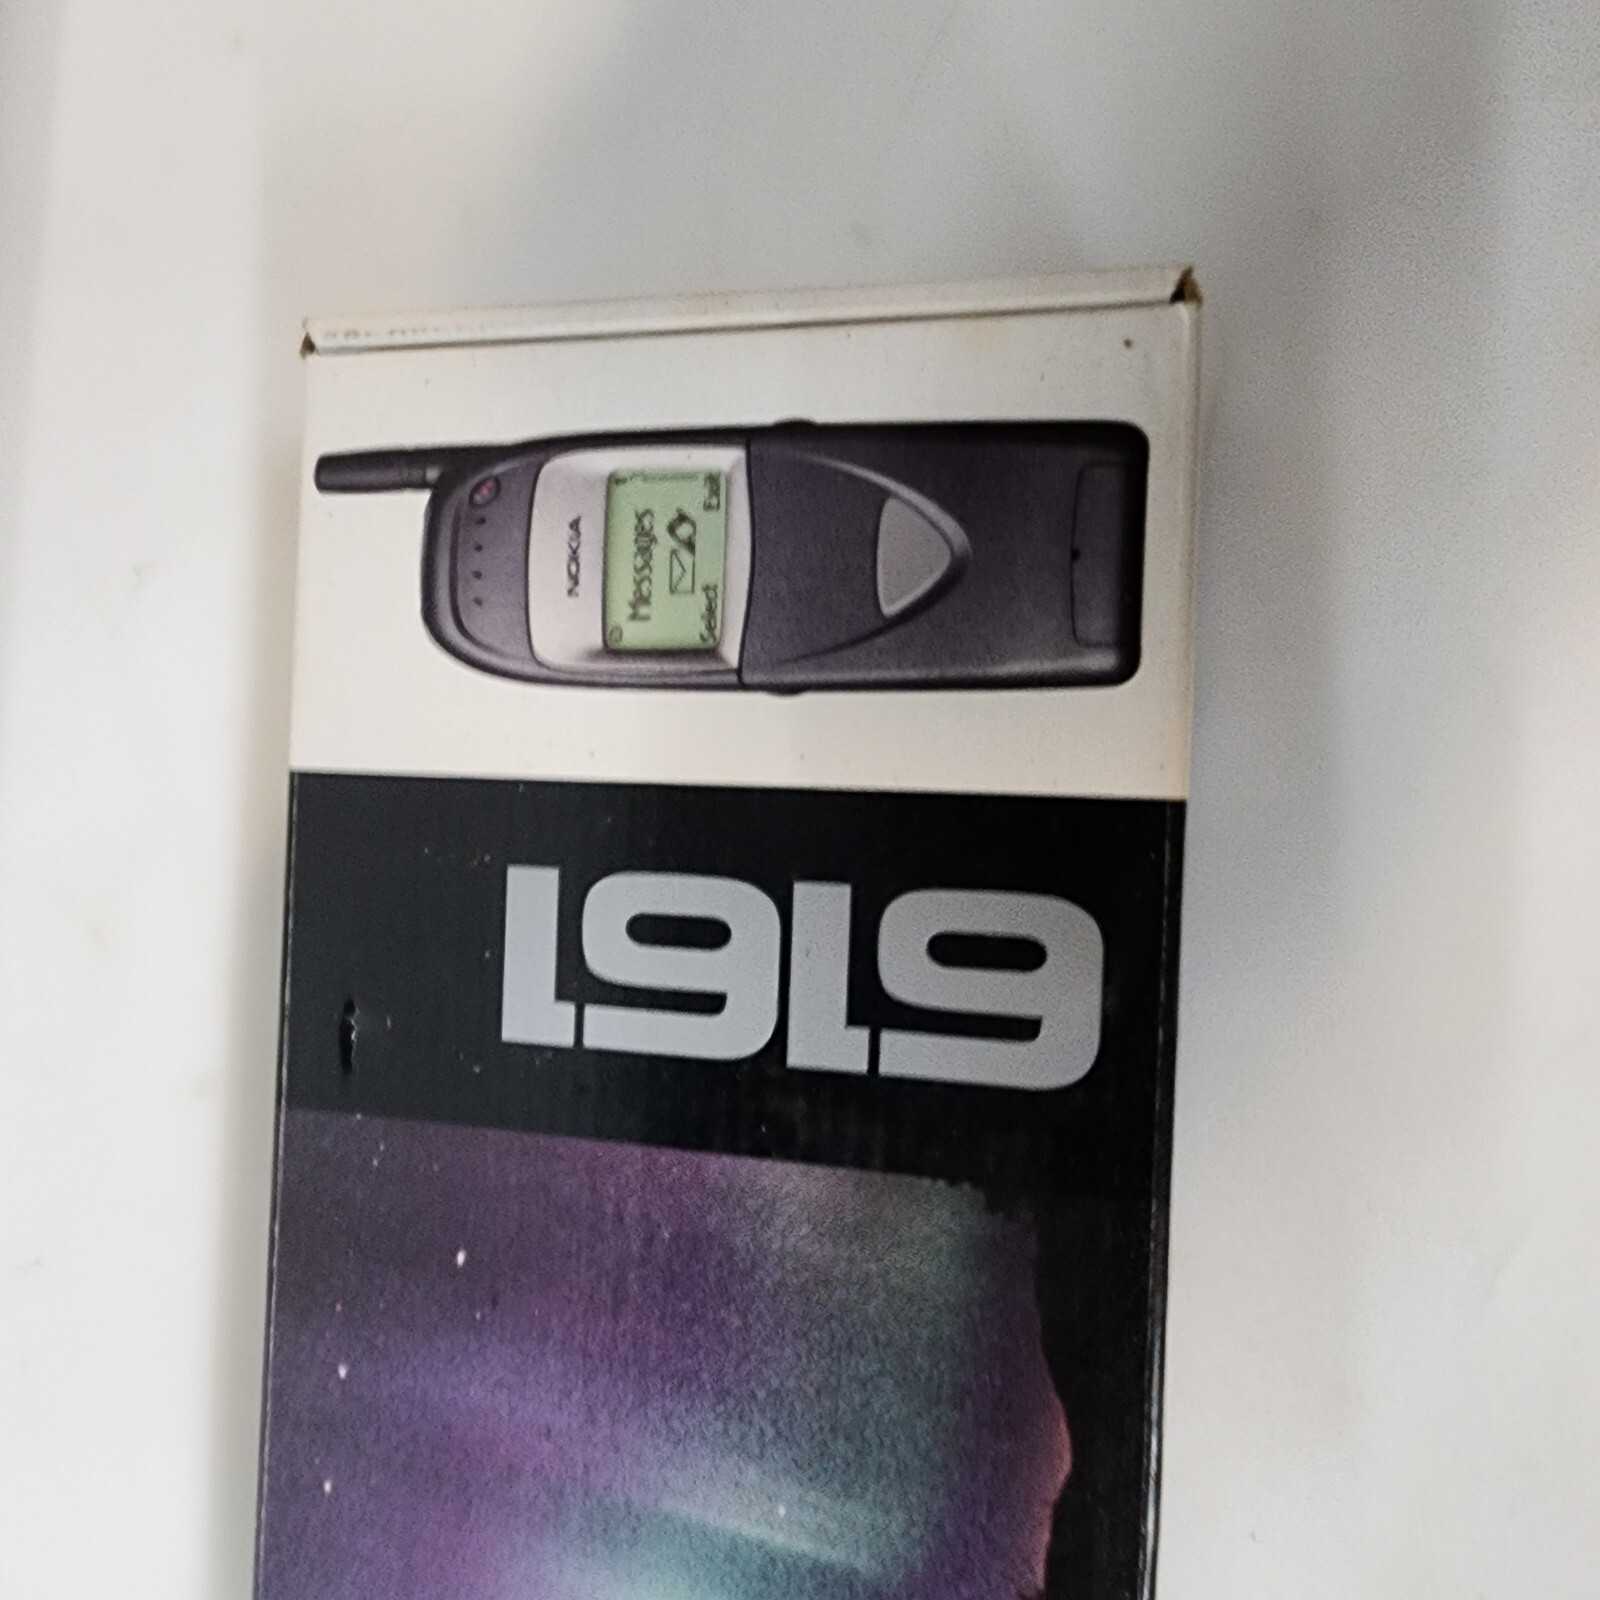 NOKIA
Messages
Select Exit
6161